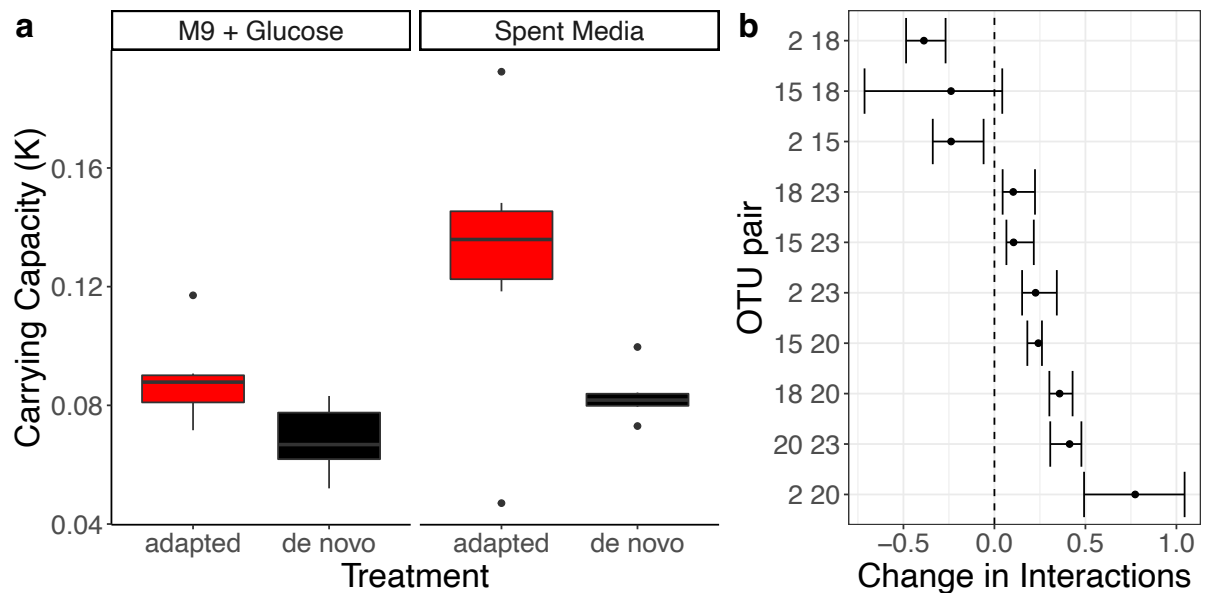 a
M9 + Glucose
Spent Media
Carrying Capacity (K)
0.16
0.12
0.08
0.04
adapted
de novo
adapted
de novo
Treatment
b
OTU pair
2 18
15 18
2 15
18 23
15 23
2 23
15 20
18 20
20 23
2 20
−0.5
0.0
0.5
1.0
Change in Interactions